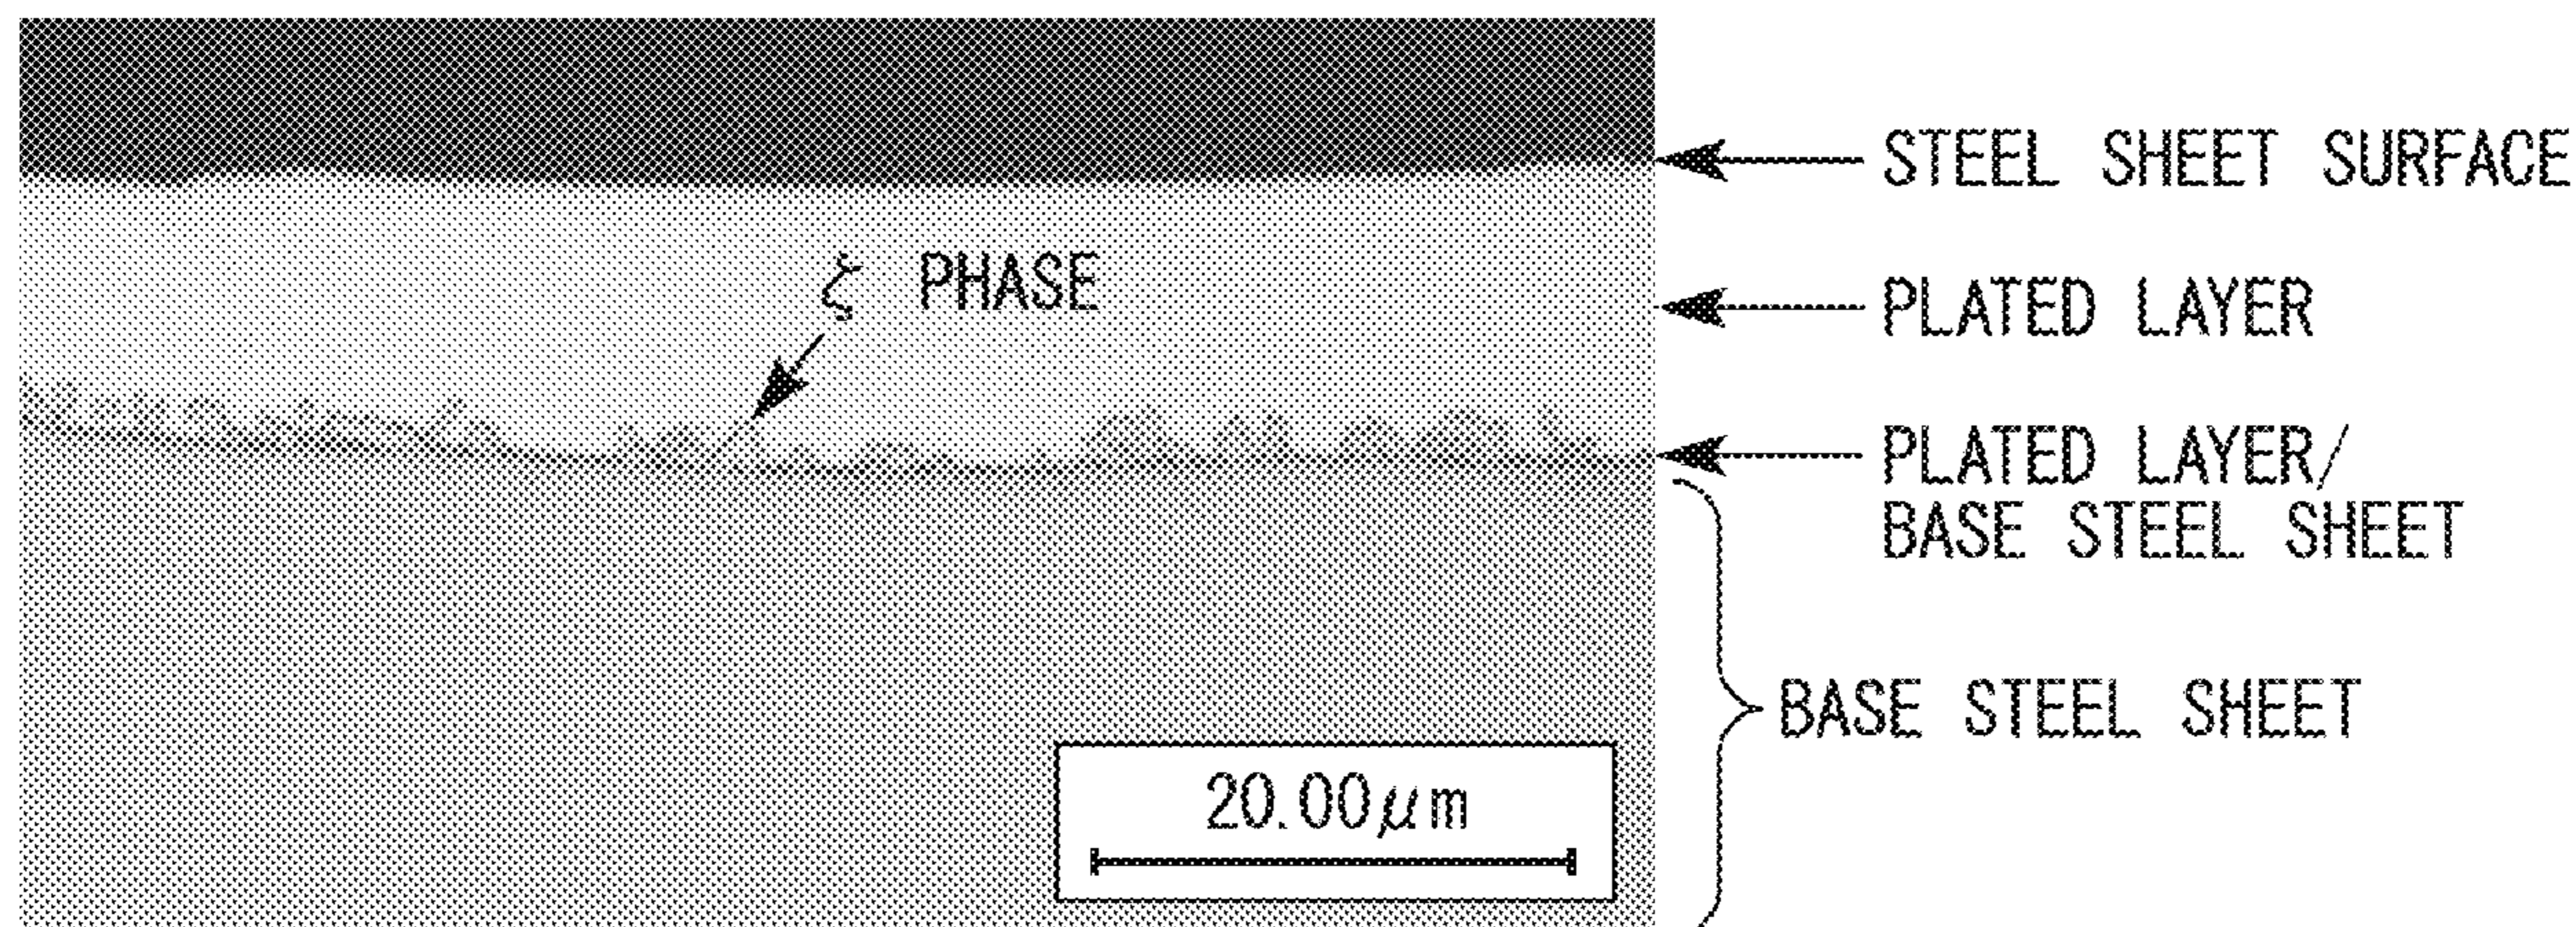 STEEL SHEET SURFACE
ζ PHASE
PLATED LAYER
PLATED LAYER/
BASE STEEL SHEET
BASE STEEL SHEET
20.00μm